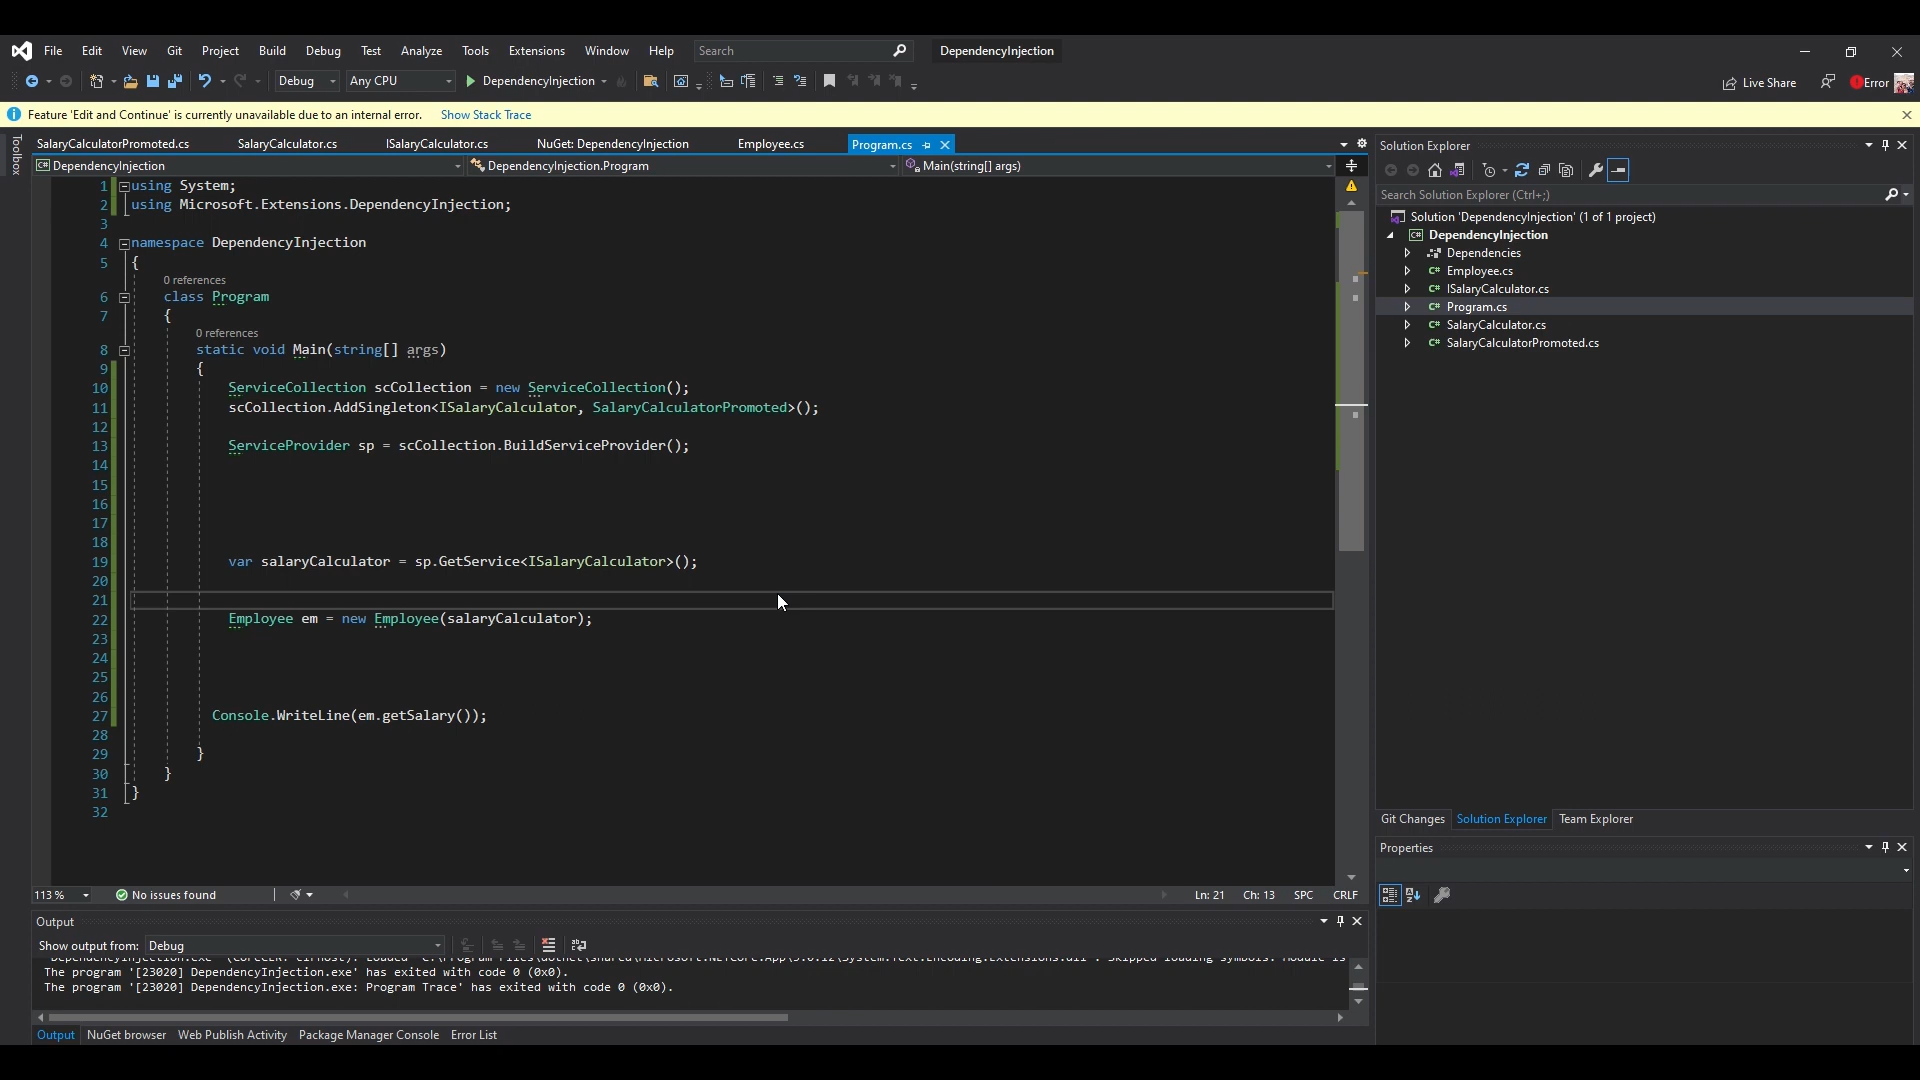 File Edit View Git Project Build Debug Test Analyze Tools Extensions Window Help Search DependencyInjection
Debug Any CPU DependencyInjection Live Share Error
Feature 'Edit and Continue' is currently unavailable due to an internal error. Show Stack Trace
Toolbox
SalaryCalculatorPromoted.cs SalaryCalculator.cs ISalaryCalculator.cs NuGet: DependencyInjection Employee.cs Program.cs
C# DependencyInjection DependencyInjection.Program Main(string[] args)
1 using System;
2 using Microsoft.Extensions.DependencyInjection;
3
4 namespace DependencyInjection
5 {
0 references
6 class Program
7 {
0 references
8 static void Main(string[] args)
9 {
10 ServiceCollection scCollection = new ServiceCollection();
11 scCollection.AddSingleton<ISalaryCalculator, SalaryCalculatorPromoted>();
12
13 ServiceProvider sp = scCollection.BuildServiceProvider();
14
15
16
17
18
19 var salaryCalculator = sp.GetService<ISalaryCalculator>();
20
21
22 Employee em = new Employee(salaryCalculator);
23
24
25
26
27 Console.WriteLine(em.getSalary());
28
29 }
30 }
31 }
32
113 % No issues found Ln: 21 Ch: 13 SPC CRLF
Output
Show output from: Debug
The program '[23020] DependencyInjection.exe' has exited with code 0 (0x0).
The program '[23020] DependencyInjection.exe: Program Trace' has exited with code 0 (0x0).
Output NuGet browser Web Publish Activity Package Manager Console Error List
Solution Explorer
Search Solution Explorer (Ctrl+;)
Solution 'DependencyInjection' (1 of 1 project)
C# DependencyInjection
Dependencies
C# Employee.cs
C# ISalaryCalculator.cs
C# Program.cs
C# SalaryCalculator.cs
C# SalaryCalculatorPromoted.cs
Git Changes Solution Explorer Team Explorer
Properties